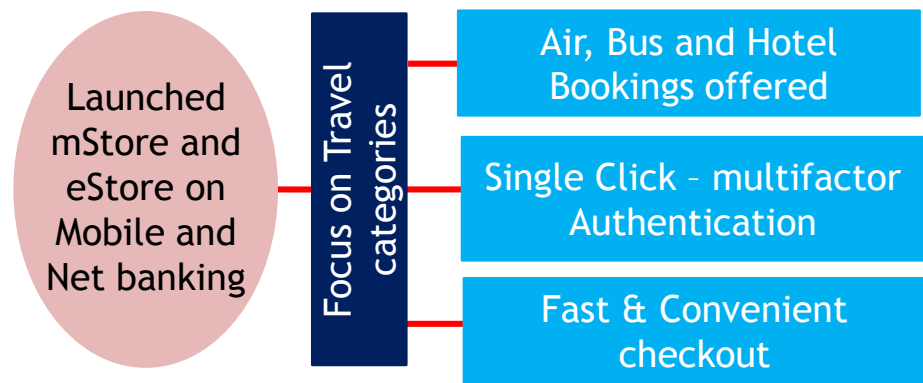 Launched
mStore and
eStore on
Mobile and
Net banking
Focus on Travel
categories
Air, Bus and Hotel
Bookings offered
Single Click – multifactor
Authentication
Fast & Convenient
checkout